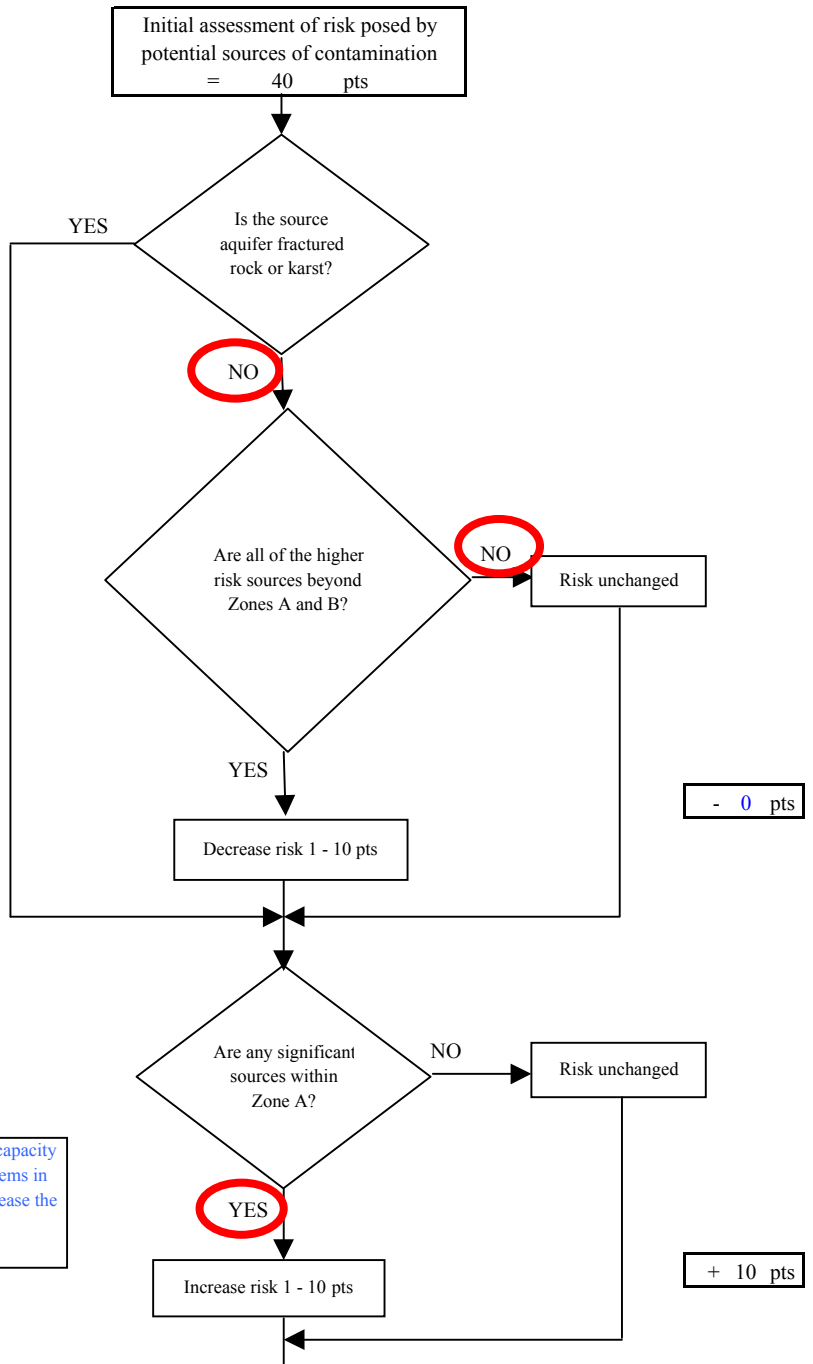 Initial assessment of risk posed by
potential sources of contamination
= 40 pts
YES
Is the source
aquifer fractured
rock or karst?
NO
Are all of the higher
risk sources beyond
Zones A and B?
NO
Risk unchanged
YES
- 0 pts
Decrease risk 1 - 10 pts
Are any significant
sources within
Zone A?
NO
Risk unchanged
capacity
ems in
ease the
YES
Increase risk 1 - 10 pts
+ 10 pts